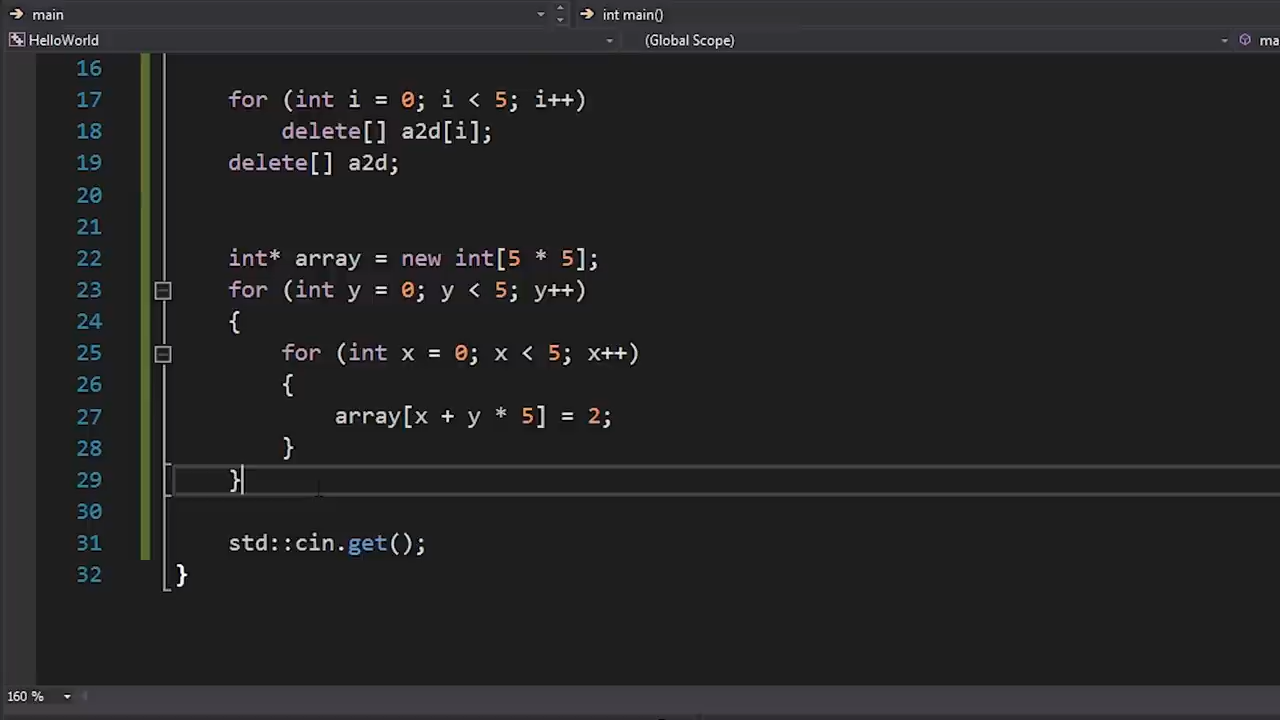 main int main()
HelloWorld (Global Scope) ma
16
17 for (int i = 0; i < 5; i++)
18 delete[] a2d[i];
19 delete[] a2d;
20
21
22 int* array = new int[5 * 5];
23 for (int y = 0; y < 5; y++)
24 {
25 for (int x = 0; x < 5; x++)
26 {
27 array[x + y * 5] = 2;
28 }
29 }
30
31 std::cin.get();
32 }
160 %